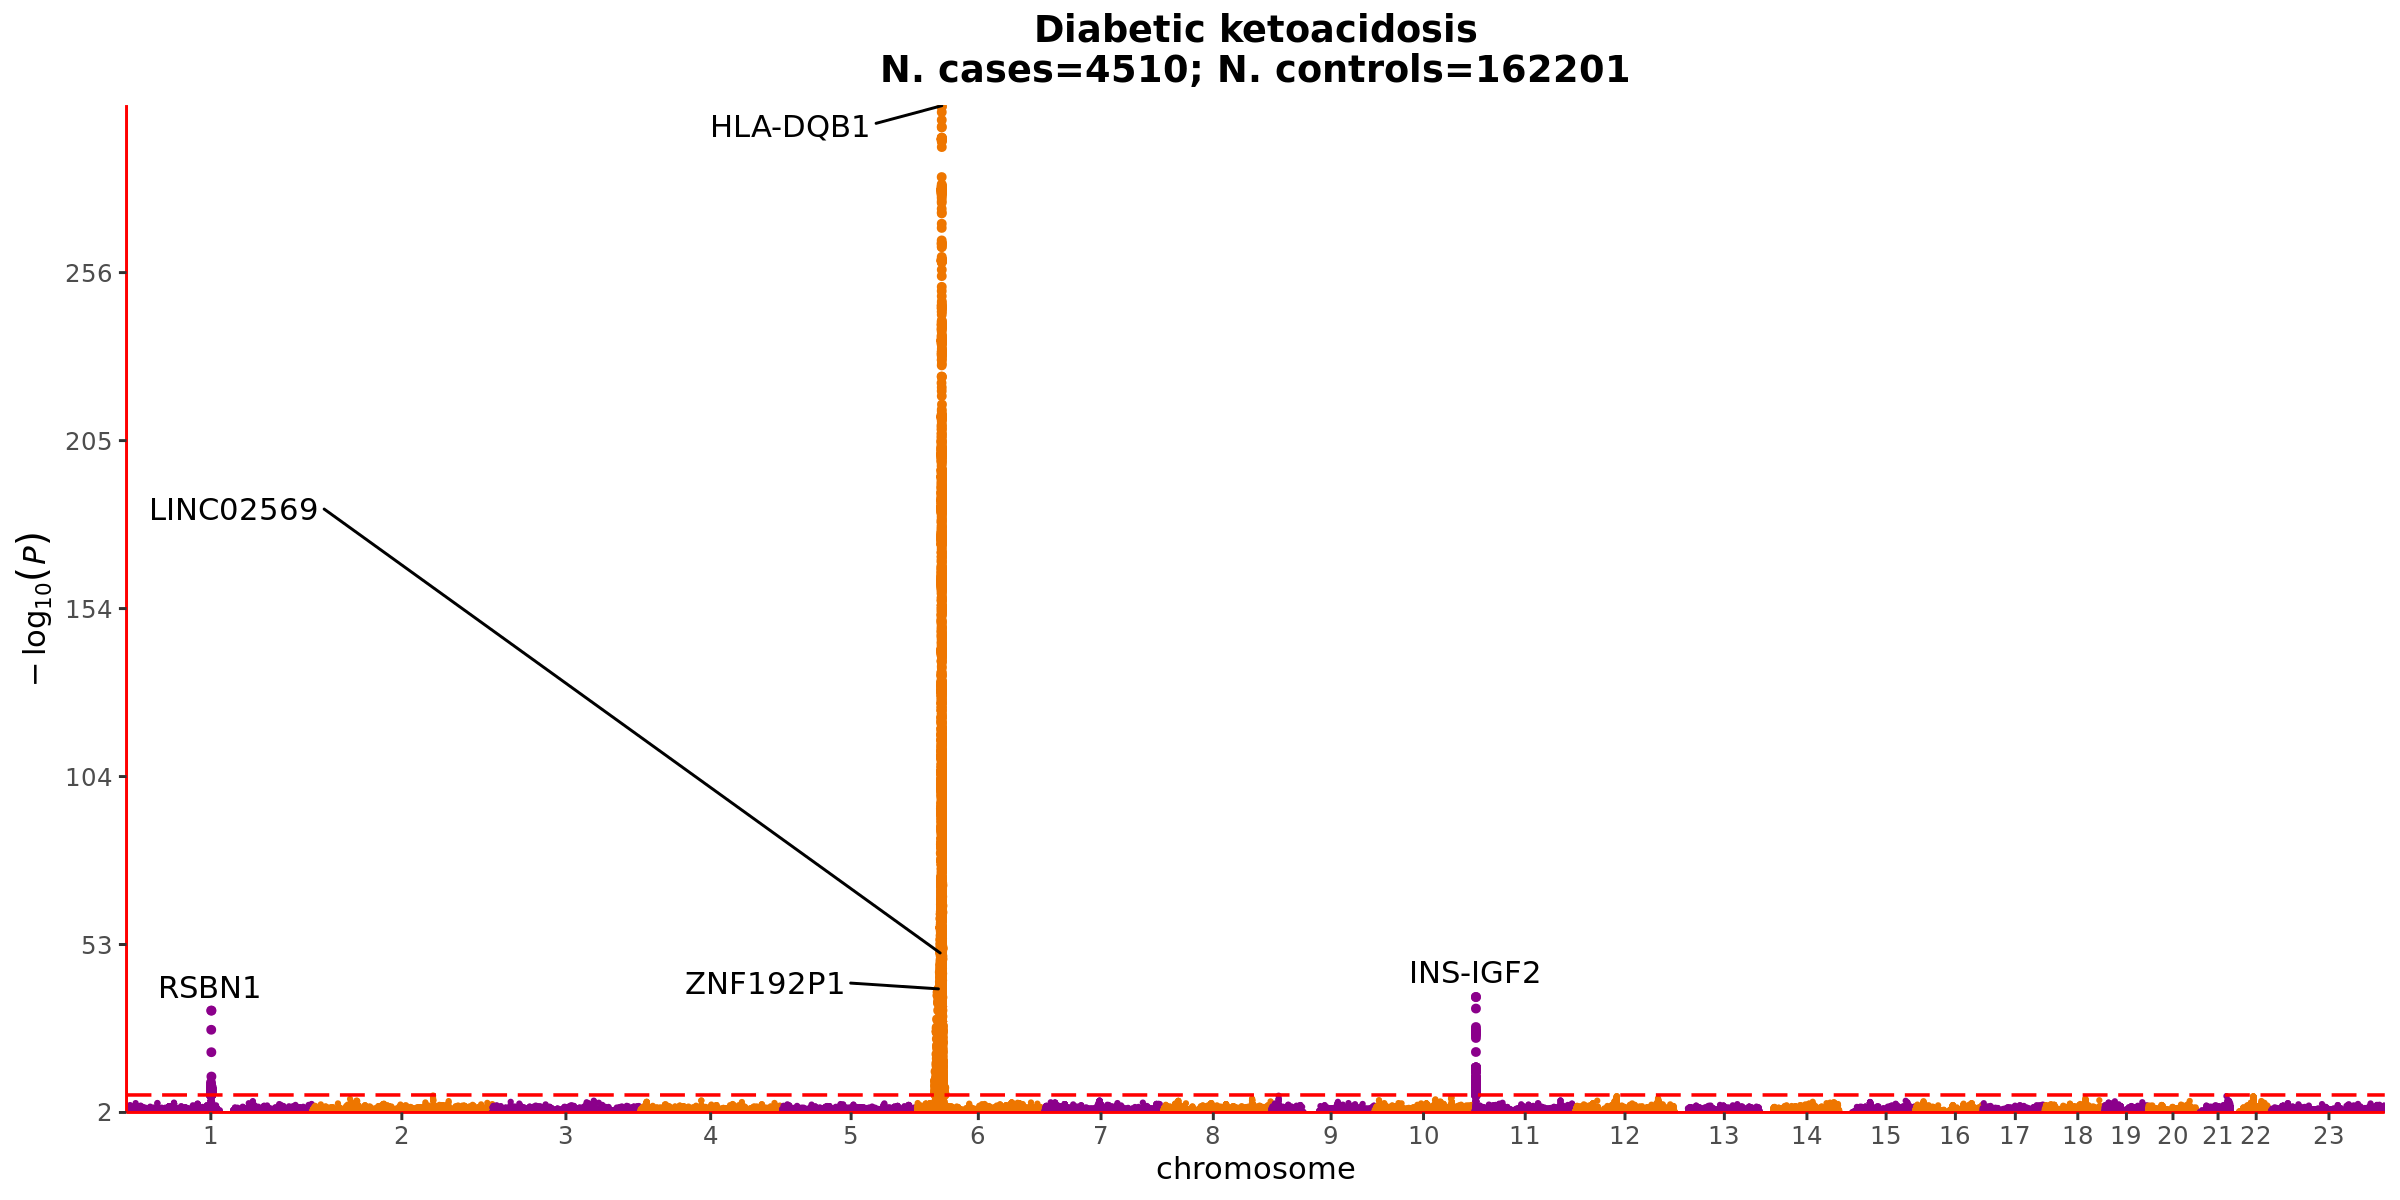 Diabetic ketoacidosis
N. cases=4510; N. controls=162201
HLA-DQB1
256
205
LINC02569
− log10(P)
154
104
53
ZNF192P1
INS-IGF2
RSBN1
2
1 2 3 4 5 6 7 8 9 10 11 12 13 14 15 16 17 18 19 20 21 22 23
chromosome